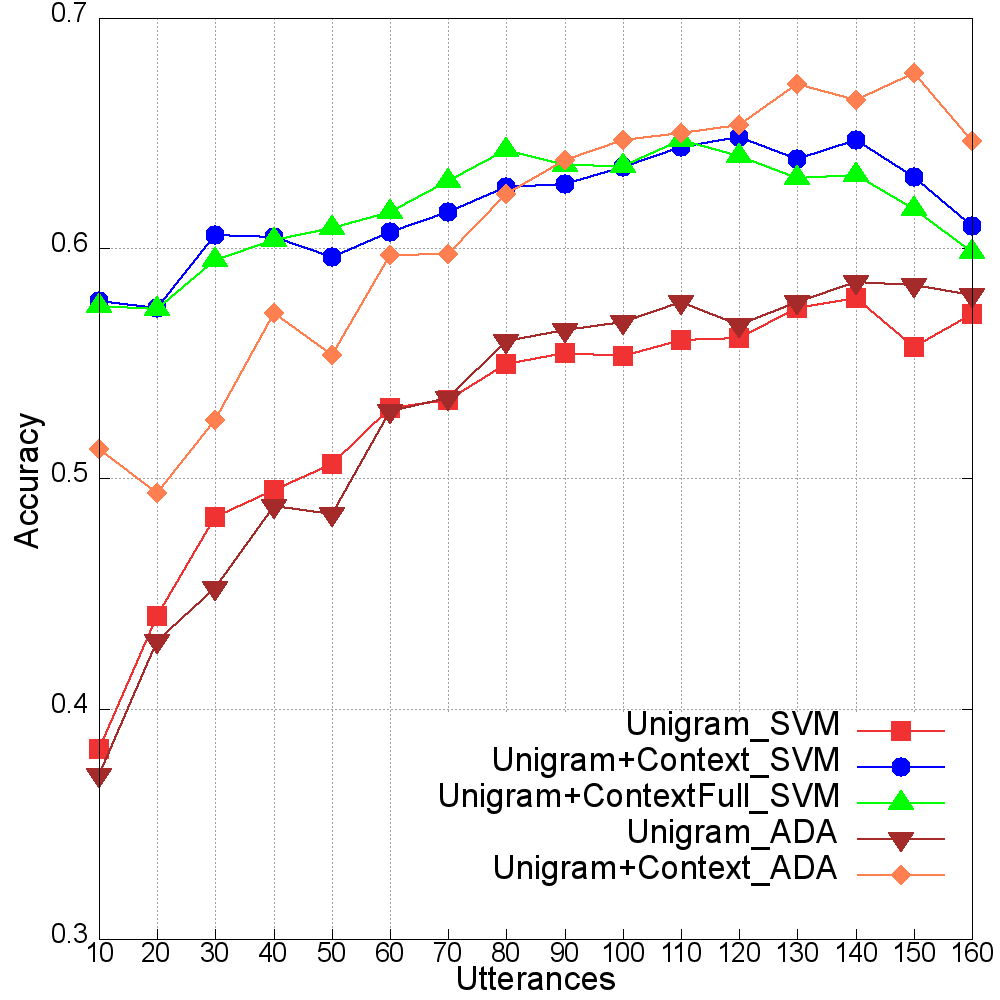 0.7
0.6
0.5
0.4
0.3
Accuracy
Unigram_SVM
Unigram+Context_SVM
Unigram+ContextFull_SVM
Unigram_ADA
Unigram+Context_ADA
10 20 30 40 50 60 70 80 90 100 110 120 130 140 150 160
Utterances